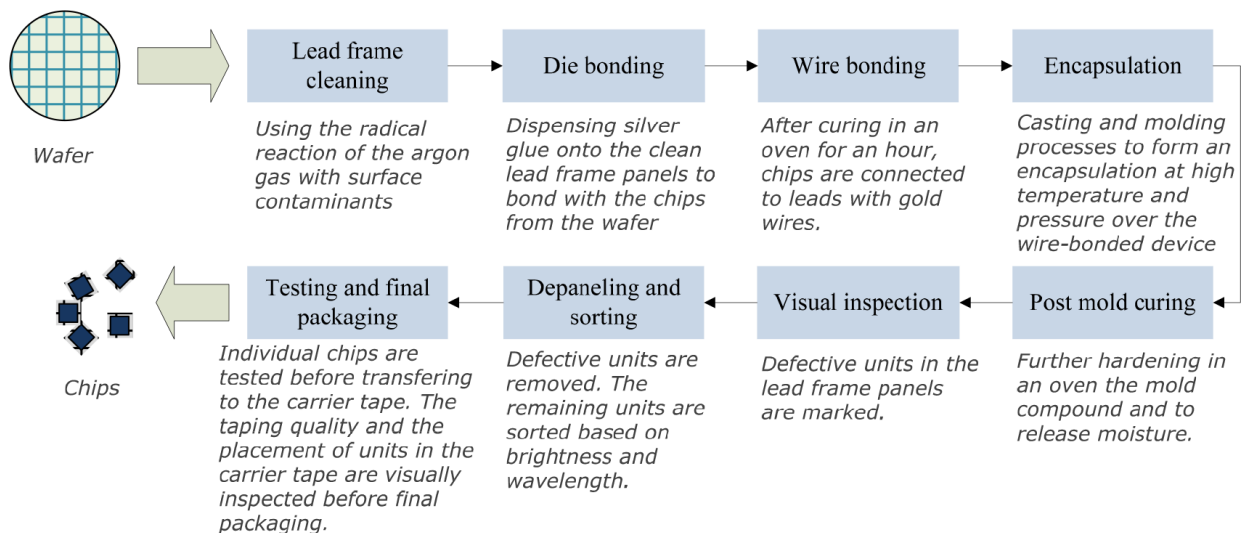 Wafer
Lead frame
cleaning
Using the radical
reaction of the argon
gas with surface
contaminants
Die bonding
Dispensing silver
glue onto the clean
lead frame panels to
bond with the chips
from the wafer
Wire bonding
After curing in an
oven for an hour,
chips are connected
to leads with gold
wires.
Encapsulation
Casting and molding
processes to form an
encapsulation at high
temperature and
pressure over the
wire-bonded device
Post mold curing
Further hardening in
an oven the mold
compound and to
release moisture.
Visual inspection
Defective units in the
lead frame panels
are marked.
Depaneling and
sorting
Defective units are
removed. The
remaining units are
sorted based on
brightness and
wavelength.
Testing and final
packaging
Individual chips are
tested before transfering
to the carrier tape. The
taping quality and the
placement of units in the
carrier tape are visually
inspected before final
packaging.
Chips